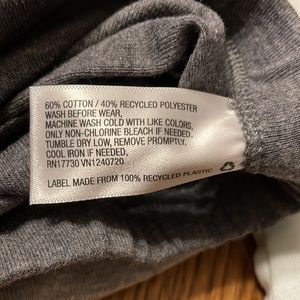 60% COTTON / 40% RECYCLED POLYESTER
WASH BEFORE WEAR,
MACHINE WASH COLD WITH LIKE COLORS,
ONLY NON-CHLORINE BLEACH IF NEEDED,
TUMBLE DRY LOW, REMOVE PROMPTLY.
COOL IRON IF NEEDED.
RN17730 VN1240720
LABEL MADE FROM 100% RECYCLED PLASTIC